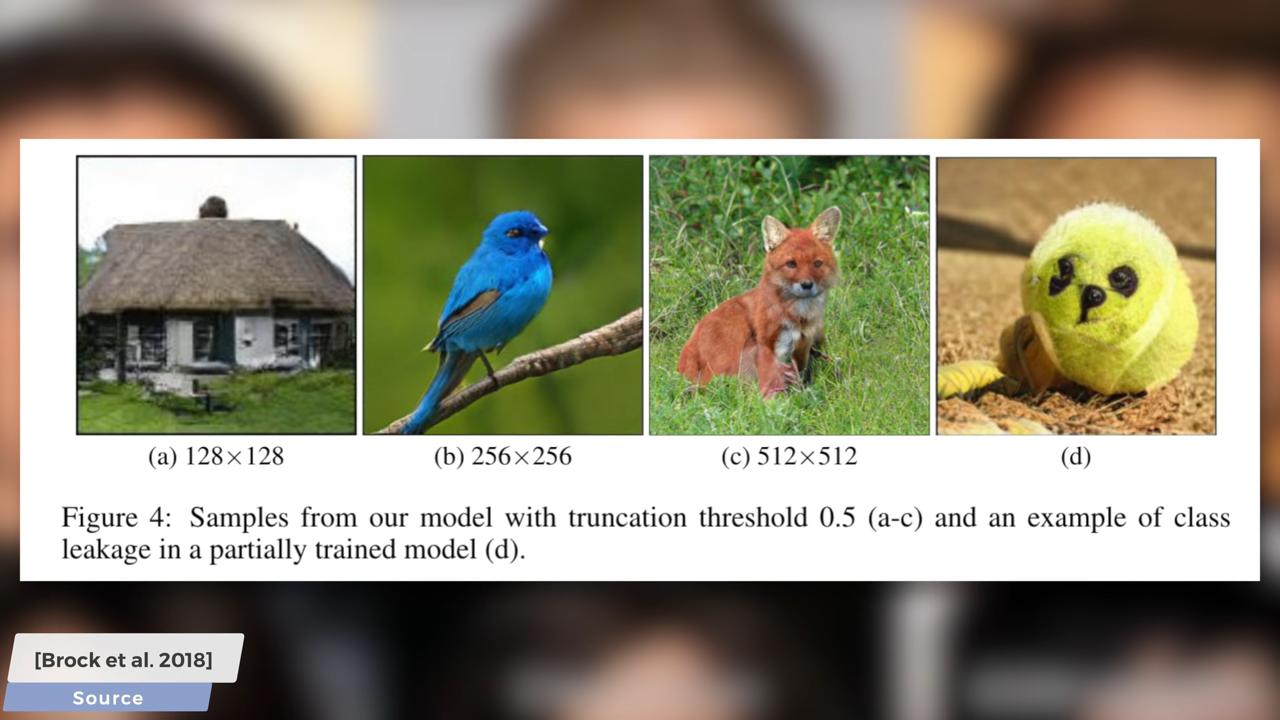 (a) 128×128
(b) 256×256
(c) 512×512
(d)
Figure 4: Samples from our model with truncation threshold 0.5 (a-c) and an example of class
leakage in a partially trained model (d).
[Brock et al. 2018]
Source